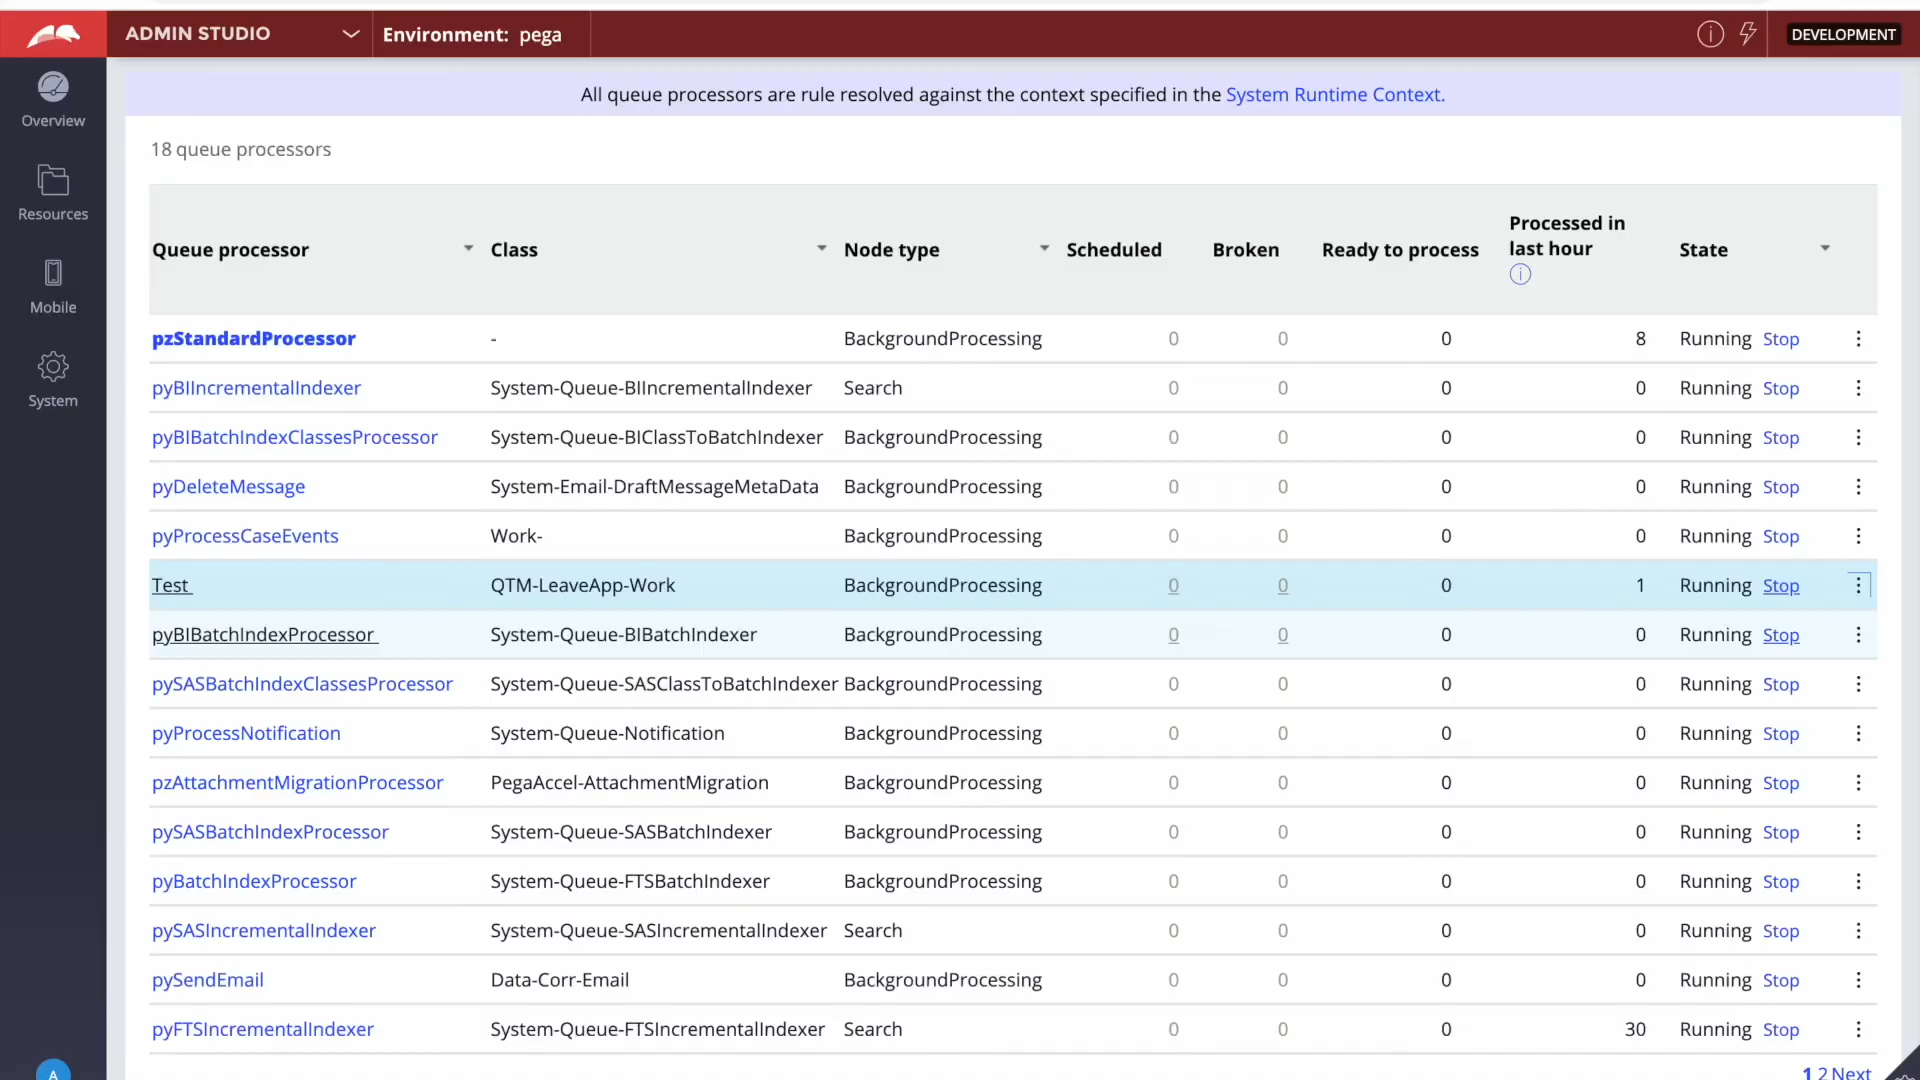 ADMIN STUDIO Environment: pega DEVELOPMENT
Overview
Resources
Mobile
System
A
All queue processors are rule resolved against the context specified in the System Runtime Context.
18 queue processors
Queue processor Class Node type Scheduled Broken Ready to process Processed in last hour State
pzStandardProcessor - BackgroundProcessing 0 0 0 8 Running Stop
pyBIIncrementalIndexer System-Queue-BIIncrementalIndexer Search 0 0 0 0 Running Stop
pyBIBatchIndexClassesProcessor System-Queue-BIClassToBatchIndexer BackgroundProcessing 0 0 0 0 Running Stop
pyDeleteMessage System-Email-DraftMessageMetaData BackgroundProcessing 0 0 0 0 Running Stop
pyProcessCaseEvents Work- BackgroundProcessing 0 0 0 0 Running Stop
Test QTM-LeaveApp-Work BackgroundProcessing 0 0 0 1 Running Stop
pyBIBatchIndexProcessor System-Queue-BIBatchIndexer BackgroundProcessing 0 0 0 0 Running Stop
pySASBatchIndexClassesProcessor System-Queue-SASClassToBatchIndexer BackgroundProcessing 0 0 0 0 Running Stop
pyProcessNotification System-Queue-Notification BackgroundProcessing 0 0 0 0 Running Stop
pzAttachmentMigrationProcessor PegaAccel-AttachmentMigration BackgroundProcessing 0 0 0 0 Running Stop
pySASBatchIndexProcessor System-Queue-SASBatchIndexer BackgroundProcessing 0 0 0 0 Running Stop
pyBatchIndexProcessor System-Queue-FTSBatchIndexer BackgroundProcessing 0 0 0 0 Running Stop
pySASIncrementalIndexer System-Queue-SASIncrementalIndexer Search 0 0 0 0 Running Stop
pySendEmail Data-Corr-Email BackgroundProcessing 0 0 0 0 Running Stop
pyFTSIncrementalIndexer System-Queue-FTSIncrementalIndexer Search 0 0 0 30 Running Stop
1 2 Next